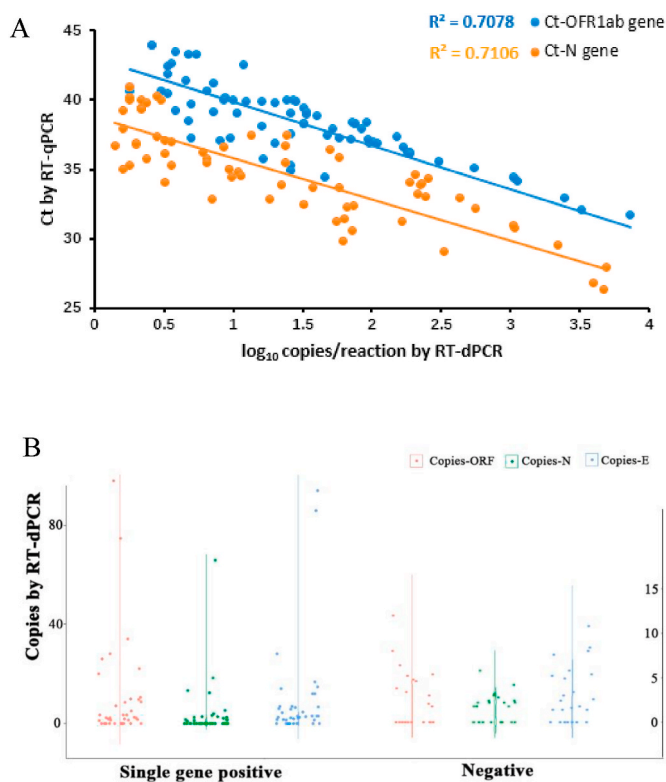 A
R² = 0.7078 Ct-OFR1ab gene
R² = 0.7106 Ct-N gene
Ct by RT-qPCR
45
40
35
30
25
0 0.5 1 1.5 2 2.5 3 3.5 4
log₁₀ copies/reaction by RT-dPCR
B
Copies-ORF Copies-N Copies-E
Copies by RT-dPCR
80
40
0
15
10
5
0
Single gene positive Negative